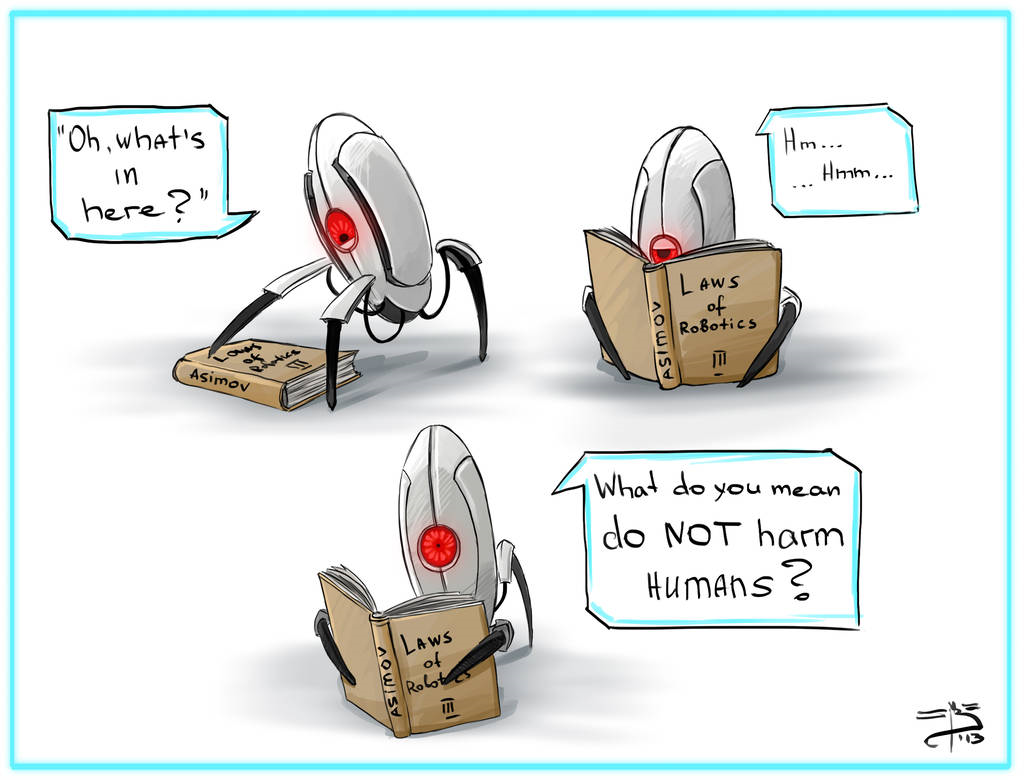 "Oh, what's
in
here?"
Laws
of
Robotics
III
Asimov
Hm...
...Hmm...
Laws
of
Robotics
III
Asimov
What do you mean
do NOT harm
HUMANS?
Laws
of
Robotics
III
Asimov
'13